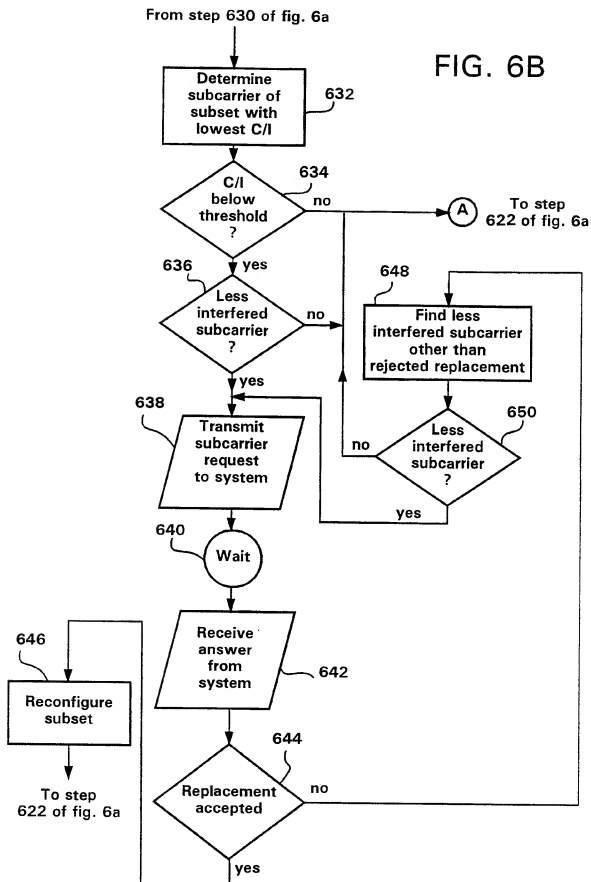 From step 630 of fig. 6a
FIG. 6B
Determine
subcarrier of
subset with
lowest C/I
632
C/I
below
threshold
?
634
no
A
To step
622 of fig. 6a
yes
636
Less
interfered
subcarrier
?
no
yes
648
Find less
interfered subcarrier
other than
rejected replacement
650
Less
interfered
subcarrier
?
no
yes
638
Transmit
subcarrier
request
to system
640
Wait
Receive
answer
from
system
642
646
Reconfigure
subset
To step
622 of fig. 6a
644
Replacement
accepted
no
yes